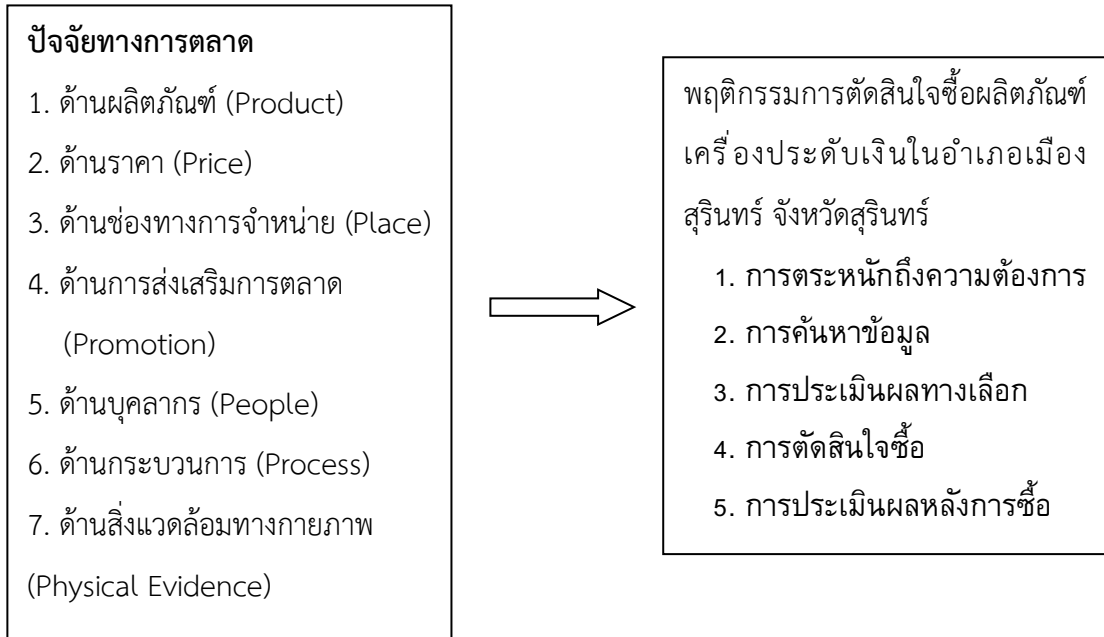 ปัจจัยทางการตลาด
1. ด้านผลิตภัณฑ์ (Product)
2. ด้านราคา (Price)
3. ด้านช่องทางการจำหน่าย (Place)
4. ด้านการส่งเสริมการตลาด
(Promotion)
5. ด้านบุคลากร (People)
6. ด้านกระบวนการ (Process)
7. ด้านสิ่งแวดล้อมทางกายภาพ
(Physical Evidence)
พฤติกรรมการตัดสินใจซื้อผลิตภัณฑ์
เครื่องประดับเงินในอำเภอเมือง
สุรินทร์ จังหวัดสุรินทร์
1. การตระหนักถึงความต้องการ
2. การค้นหาข้อมูล
3. การประเมินผลทางเลือก
4. การตัดสินใจซื้อ
5. การประเมินผลหลังการซื้อ